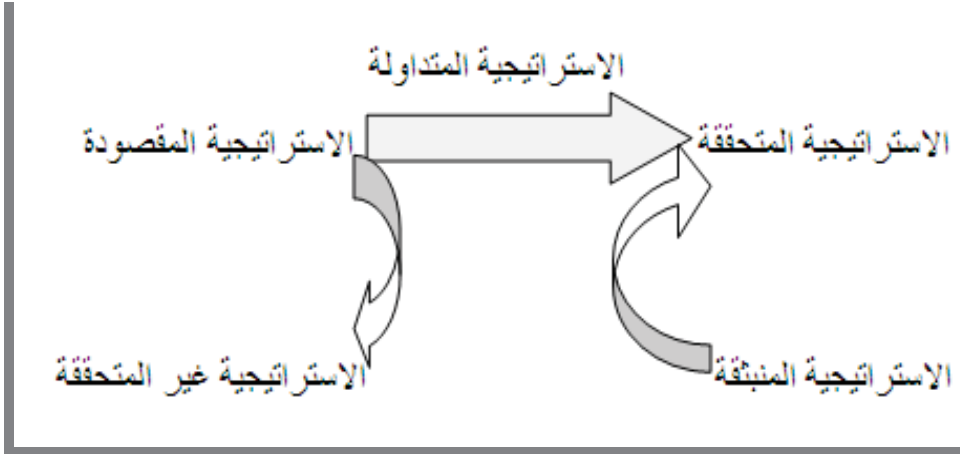 الاستراتيجية المتداولة
الاستراتيجية المتحققة
الاستراتيجية المقصودة
الاستراتيجية المنبثقة
الاستراتيجية غير المتحققة